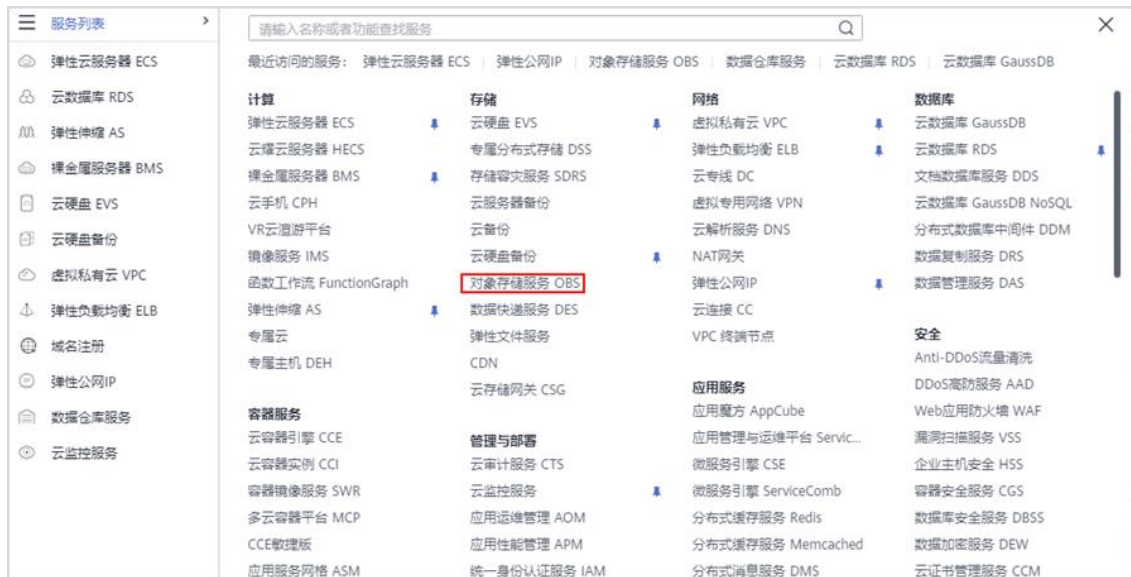 服务列表
弹性云服务器 ECS
云数据库 RDS
弹性伸缩 AS
裸金属服务器 BMS
云硬盘 EVS
云硬盘备份
虚拟私有云 VPC
弹性负载均衡 ELB
域名注册
弹性公网IP
数据仓库服务
云监控服务
请输入名称或者功能查找服务
最近访问的服务： 弹性云服务器 ECS 弹性公网IP 对象存储服务 OBS 数据仓库服务 云数据库 RDS 云数据库 GaussDB
计算
弹性云服务器 ECS
云耀云服务器 HECS
裸金属服务器 BMS
云手机 CPH
VR云渲游平台
镜像服务 IMS
函数工作流 FunctionGraph
弹性伸缩 AS
专属云
专属主机 DEH
容器服务
云容器引擎 CCE
云容器实例 CCI
容器镜像服务 SWR
多云容器平台 MCP
CCE敏捷版
应用服务网格 ASM
存储
云硬盘 EVS
专属分布式存储 DSS
存储容灾服务 SDRS
云服务器备份
云备份
云硬盘备份
对象存储服务 OBS
数据快递服务 DES
弹性文件服务
CDN
云存储网关 CSG
管理与部署
云审计服务 CTS
云监控服务
应用运维管理 AOM
应用性能管理 APM
统一身份认证服务 IAM
网络
虚拟私有云 VPC
弹性负载均衡 ELB
云专线 DC
虚拟专用网络 VPN
云解析服务 DNS
NAT网关
弹性公网IP
云连接 CC
VPC 终端节点
应用服务
应用魔方 AppCube
应用管理与运维平台 Servic...
微服务引擎 CSE
微服务引擎 ServiceComb
分布式缓存服务 Redis
分布式缓存服务 Memcached
分布式消息服务 DMS
数据库
云数据库 GaussDB
云数据库 RDS
文档数据库服务 DDS
云数据库 GaussDB NoSQL
分布式数据库中间件 DDM
数据复制服务 DRS
数据管理服务 DAS
安全
Anti-DDoS流量清洗
DDoS高防服务 AAD
Web应用防火墙 WAF
漏洞扫描服务 VSS
企业主机安全 HSS
容器安全服务 CGS
数据库安全服务 DBSS
数据加密服务 DEW
云证书管理服务 CCM